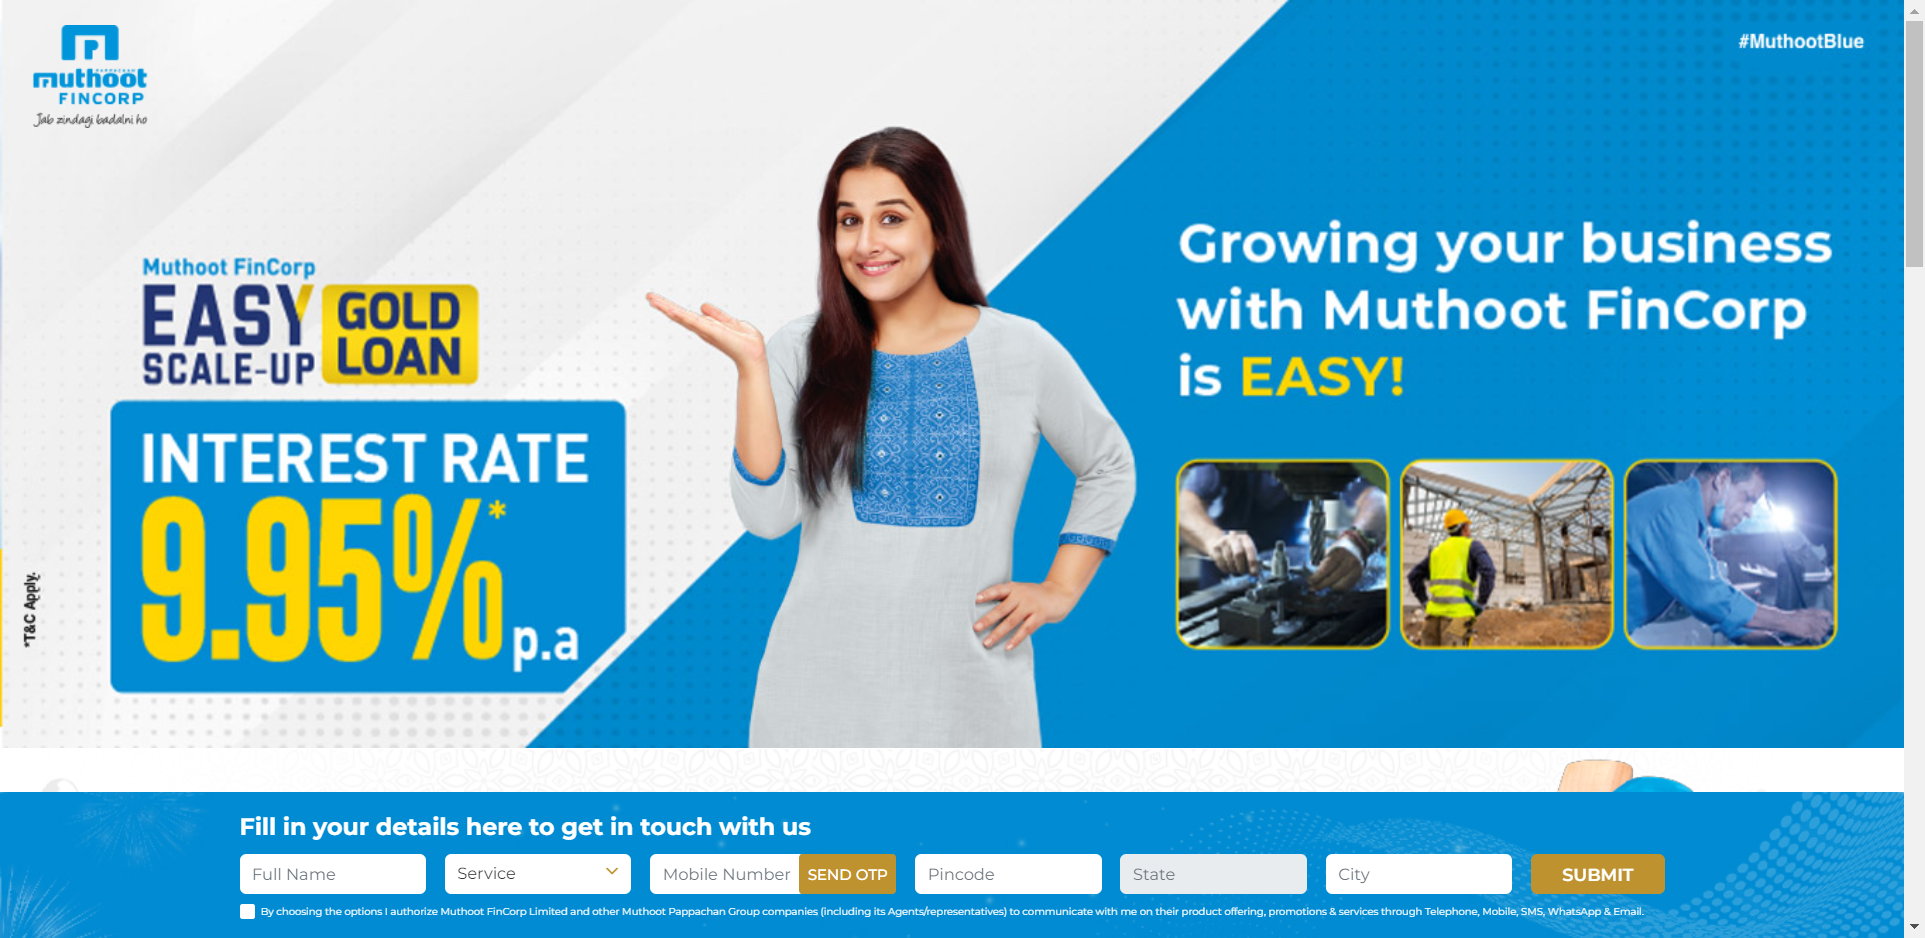 PAPPACHAN
muthoot
FINCORP
Jab zindagi badalni ho
#MuthootBlue
Muthoot FinCorp
EASY
SCALE-UP
GOLD
LOAN
INTEREST RATE
9.95%*
p.a
*T&C Apply.
Growing your business
with Muthoot FinCorp
is EASY!
Fill in your details here to get in touch with us
Full Name
Service
Mobile Number
SEND OTP
Pincode
State
City
SUBMIT
By choosing the options I authorize Muthoot FinCorp Limited and other Muthoot Pappachan Group companies (including its Agents/representatives) to communicate with me on their product offering, promotions & services through Telephone, Mobile, SMS, WhatsApp & Email.